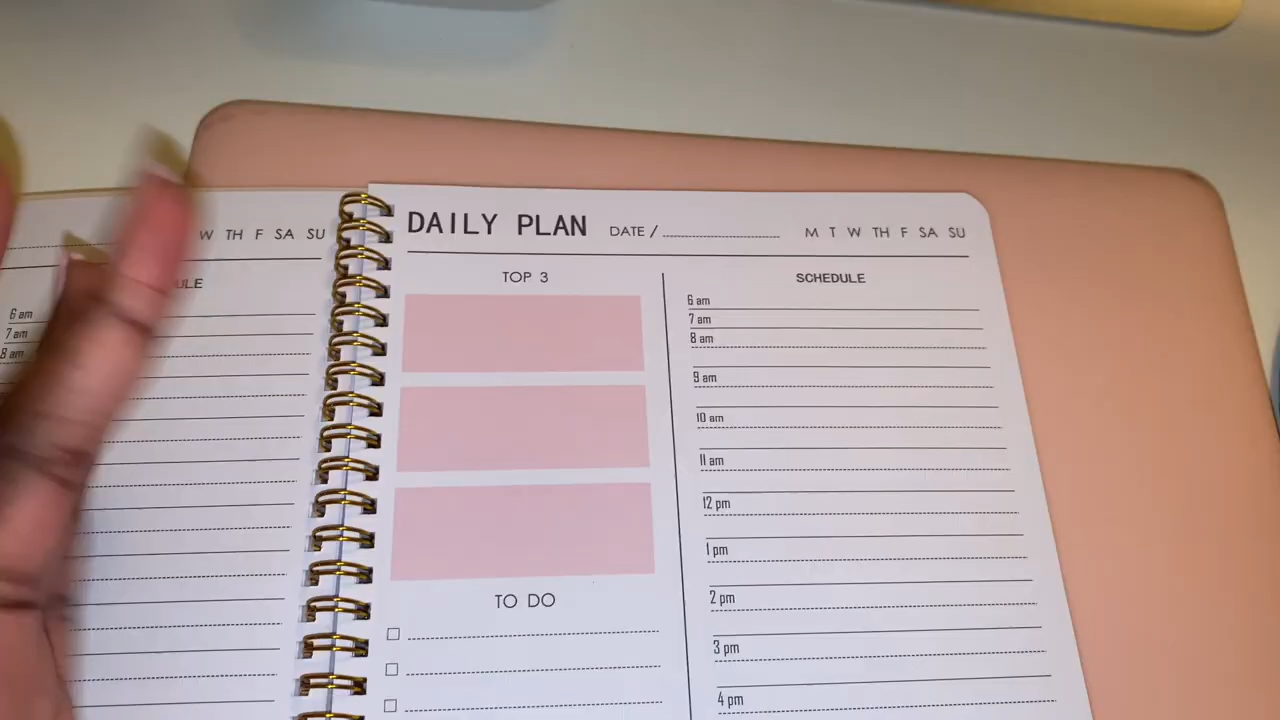 W TH F SA SU
ULE
6 am
7 am
8 am
DAILY PLAN DATE / M T W TH F SA SU
TOP 3
SCHEDULE
6 am
7 am
8 am
9 am
10 am
11 am
12 pm
1 pm
2 pm
3 pm
4 pm
TO DO